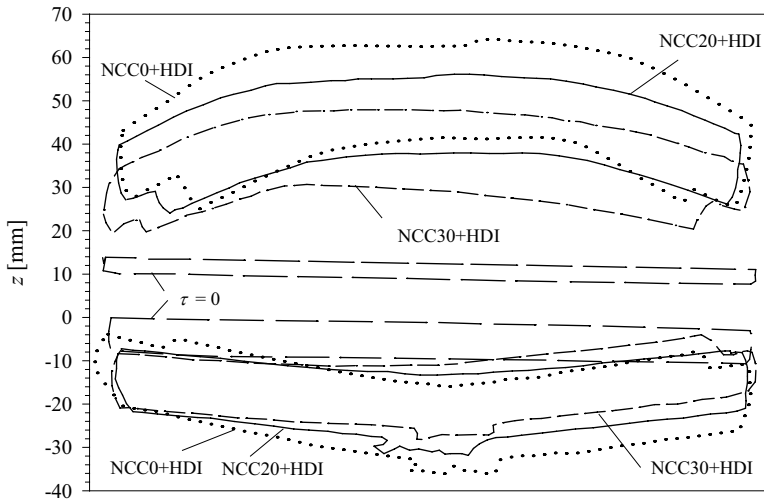 70
60
50
40
30
20
10
0
-10
-20
-30
-40
z [mm]
NCC0+HDI
NCC20+HDI
NCC30+HDI
τ = 0
NCC0+HDI
NCC20+HDI
NCC30+HDI